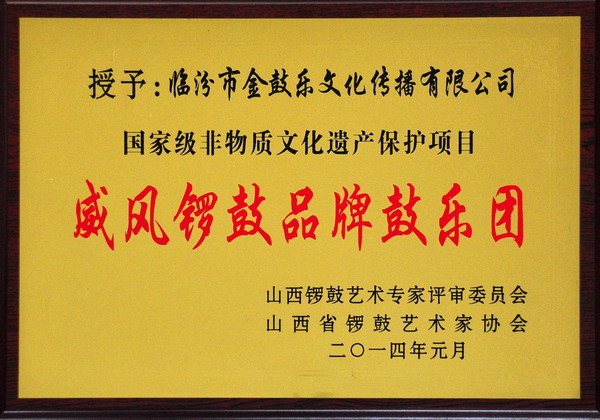 授予：临汾市金鼓乐文化传播有限公司
国家级非物质文化遗产保护项目
威风锣鼓品牌鼓乐团
山西锣鼓艺术专家评审委员会
山西省锣鼓艺术家协会
二〇一四年元月